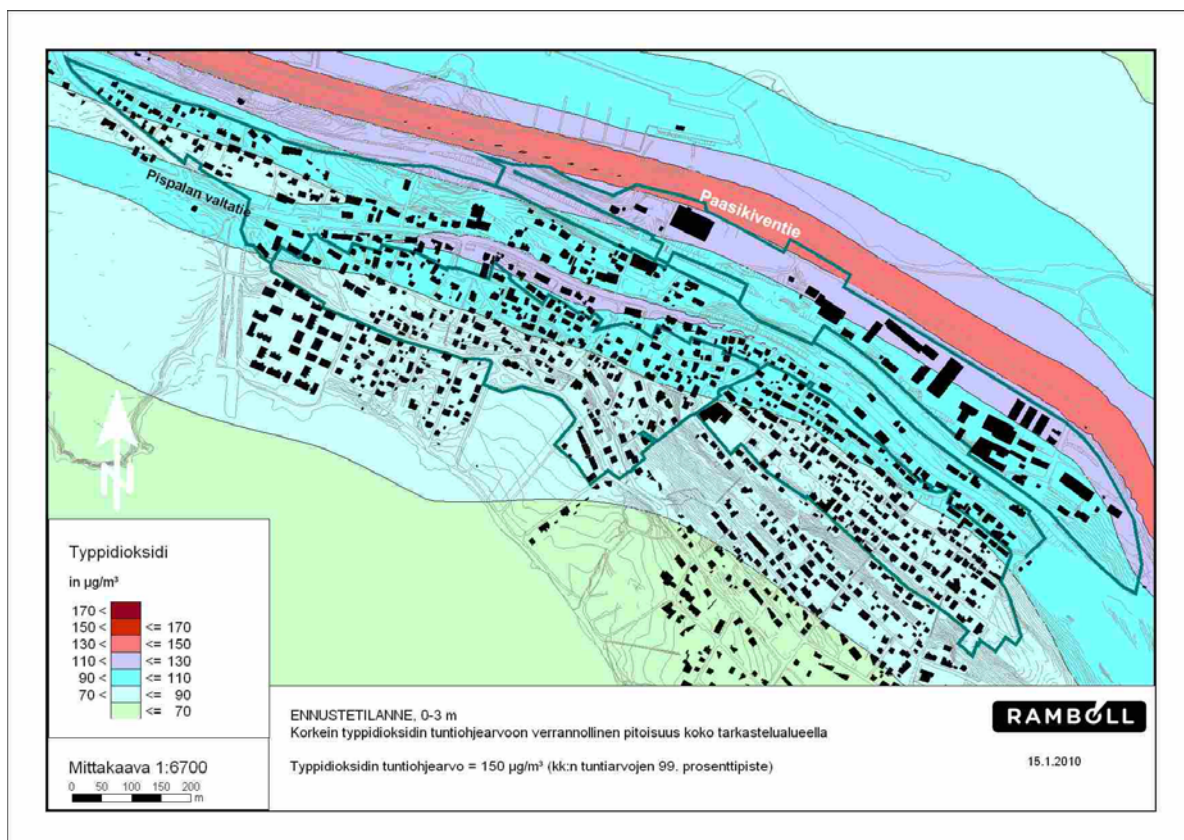 Paasikiventie
Pispalan valtatie
N
Typpidioksidi
in µg/m³
170 <
150 < <= 170
130 < <= 150
110 < <= 130
90 < <= 110
70 < <= 90
<= 70
Mittakaava 1:6700
0 50 100 150 200
m
ENNUSTETILANNE, 0-3 m
Korkein typpidioksidin tuntiohjearvoon verrannollinen pitoisuus koko tarkastelualueella
Typpidioksidin tuntiohjearvo = 150 µg/m³ (kk:n tuntiarvojen 99. prosenttipiste)
RAMBOLL
15.1.2010